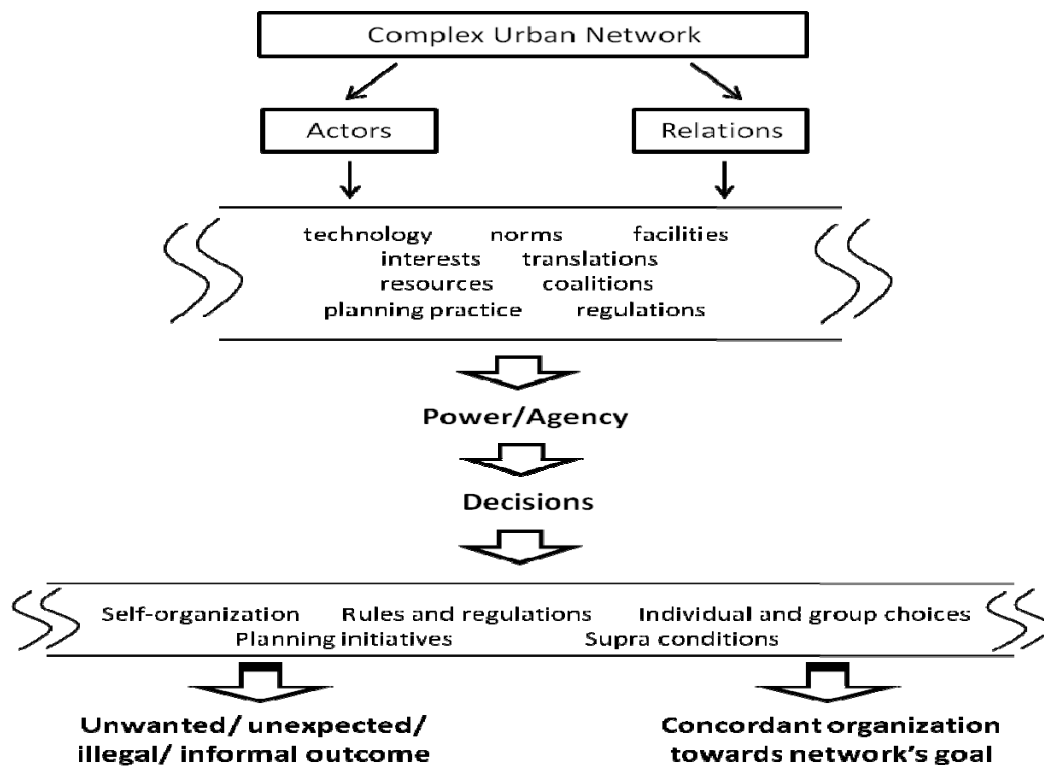 Complex Urban Network
Actors Relations
technology norms facilities
interests translations
resources coalitions
planning practice regulations
Power/Agency
Decisions
Self-organization Rules and regulations Individual and group choices
Planning initiatives Supra conditions
Unwanted/ unexpected/
illegal/ informal outcome
Concordant organization
towards network's goal